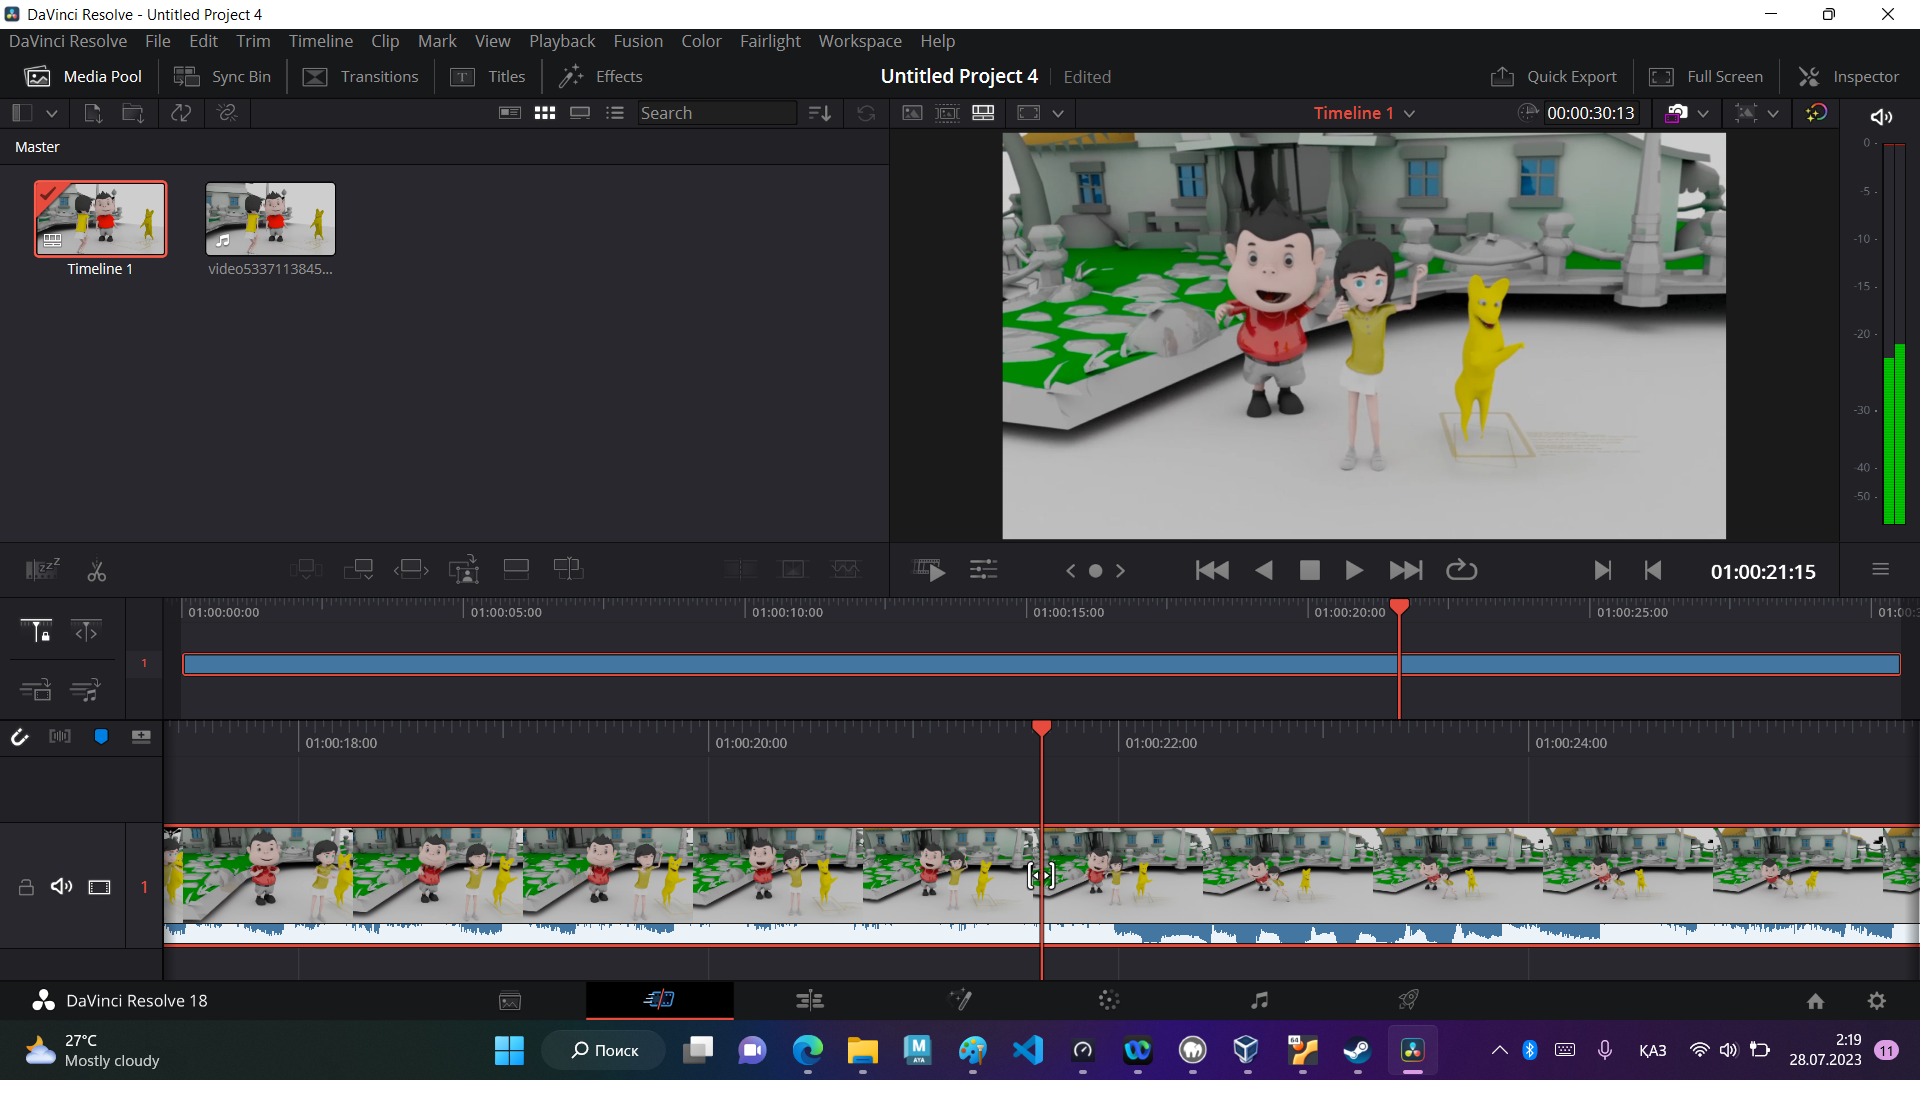 DaVinci Resolve - Untitled Project 4
DaVinci Resolve File Edit Trim Timeline Clip Mark View Playback Fusion Color Fairlight Workspace Help
Media Pool Sync Bin Transitions Titles Effects Untitled Project 4 Edited Quick Export Full Screen Inspector
Search Timeline 1 00:00:30:13
Master
Timeline 1 video5337113845...
0
-5
-10
-15
-20
-30
-40
-50
01:00:21:15
01:00:00:00 01:00:05:00 01:00:10:00 01:00:15:00 01:00:20:00 01:00:25:00
1
01:00:18:00 01:00:20:00 01:00:22:00 01:00:24:00
1
DaVinci Resolve 18
27°C
Mostly cloudy
Поиск
ҚАЗ
2:19
28.07.2023
11